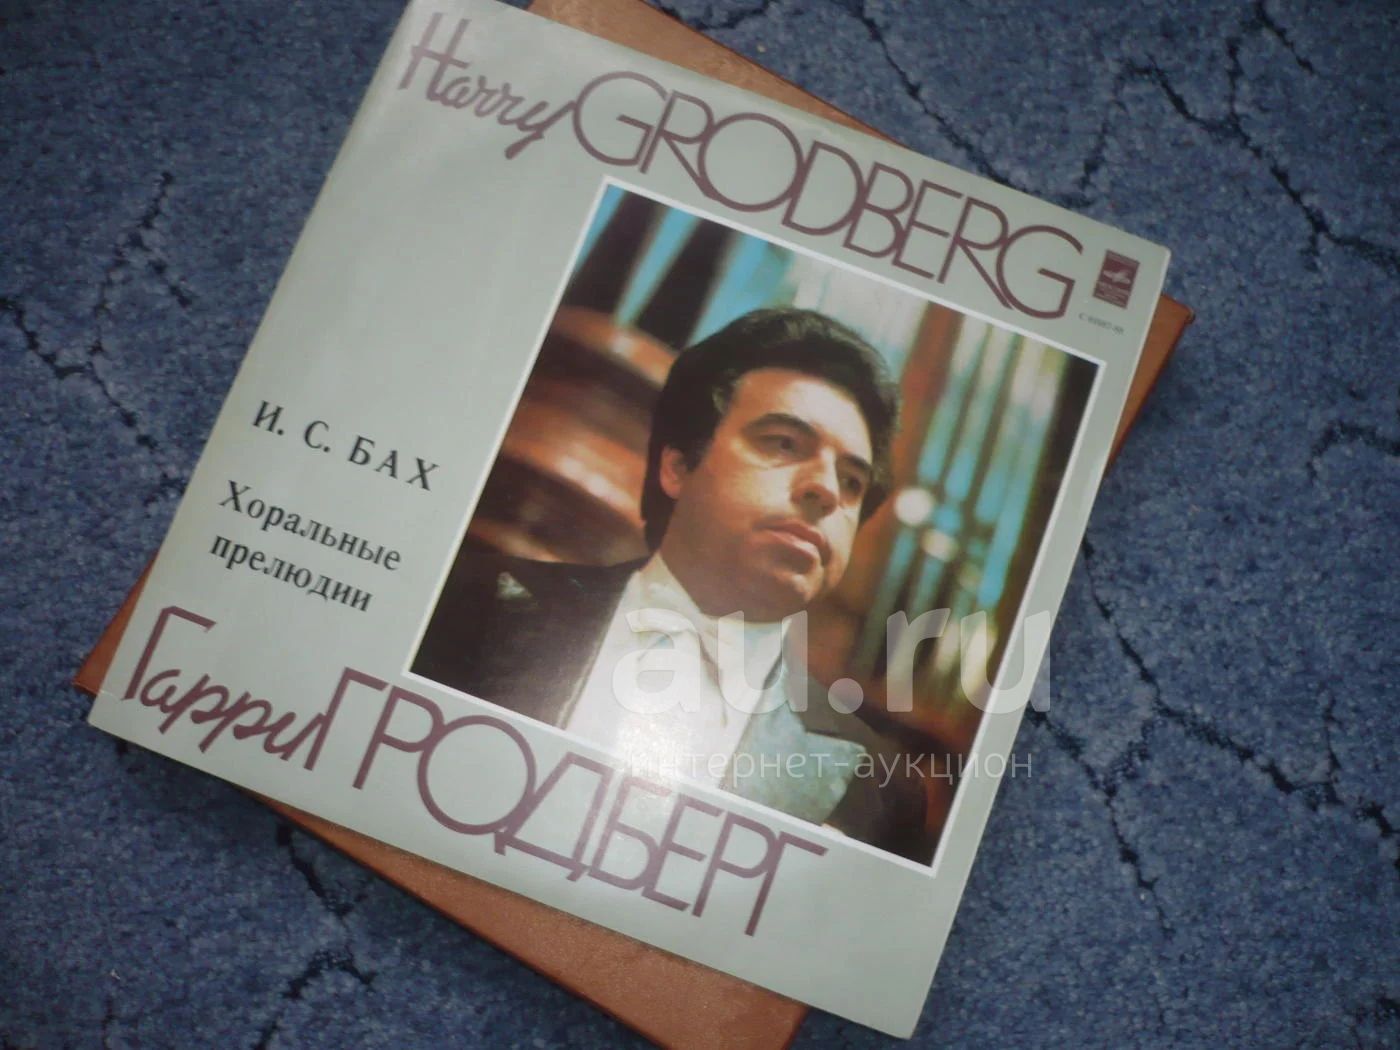 Harry GRODBERG
И. С. БАХ
Хоральные
прелюдии
Гарри ГРОДБЕРГ
au.ru
интернет-аукцион